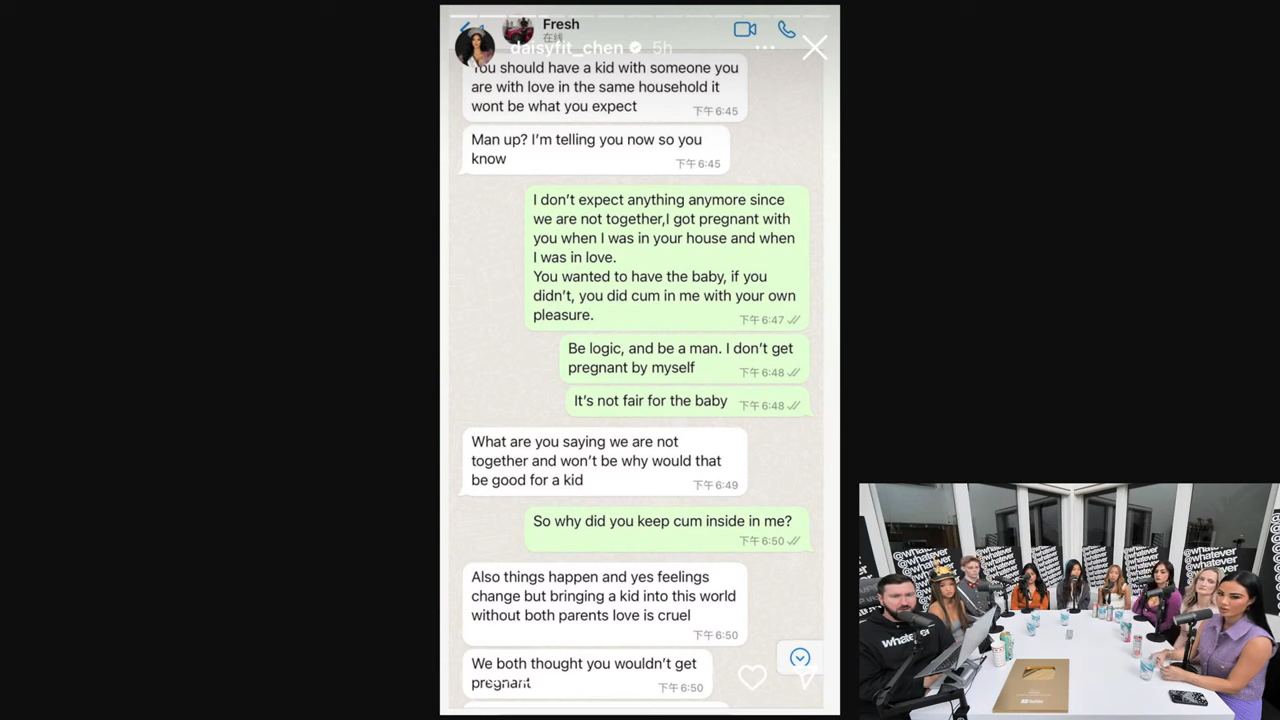 Fresh
在线
daisyfit_chen 5h
You should have a kid with someone you
are with love in the same household it
wont be what you expect
下午6:45
Man up? I'm telling you now so you
know
下午6:45
I don't expect anything anymore since
we are not together,I got pregnant with
you when I was in your house and when
I was in love.
You wanted to have the baby, if you
didn't, you did cum in me with your own
pleasure.
下午6:47
Be logic, and be a man. I don't get
pregnant by myself
下午6:48
It's not fair for the baby
下午6:48
What are you saying we are not
together and won't be why would that
be good for a kid
下午6:49
So why did you keep cum inside in me?
下午6:50
Also things happen and yes feelings
change but bringing a kid into this world
without both parents love is cruel
下午6:50
We both thought you wouldn't get
pregnant
下午6:50
@whatever
@whatever
@whatever
whatever
YouTube